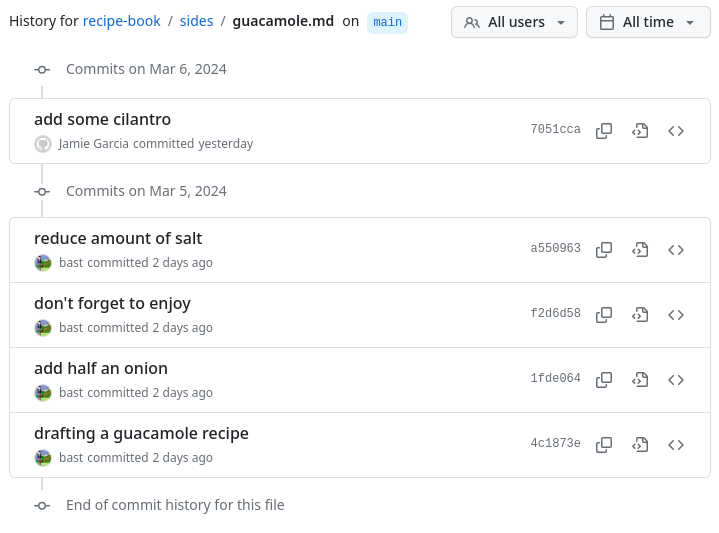 History for recipe-book / sides / guacamole.md on main All users All time
Commits on Mar 6, 2024
add some cilantro
Jamie Garcia committed yesterday
7051cca
Commits on Mar 5, 2024
reduce amount of salt
bast committed 2 days ago
a550963
don't forget to enjoy
bast committed 2 days ago
f2d6d58
add half an onion
bast committed 2 days ago
1fde064
drafting a guacamole recipe
bast committed 2 days ago
4c1873e
End of commit history for this file